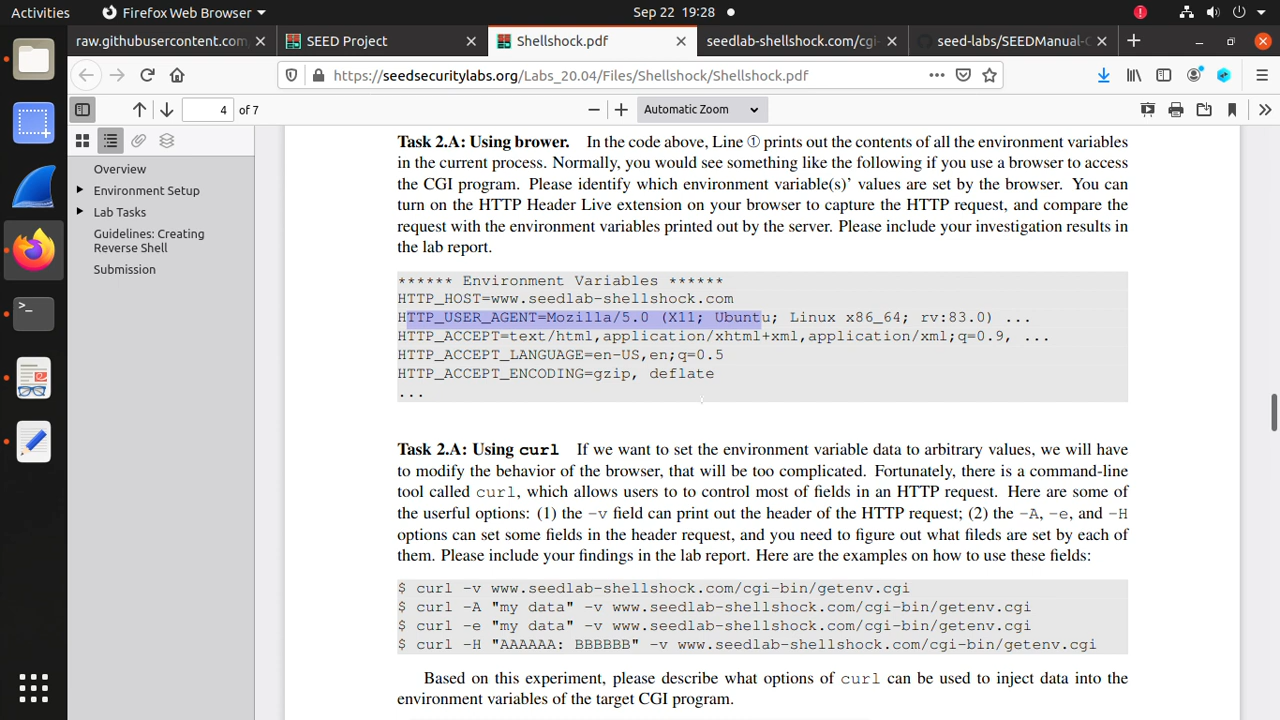 Activities
Firefox Web Browser
Sep 22 19:28
raw.githubusercontent.com
SEED Project
Shellshock.pdf
seedlab-shellshock.com/cgi-
seed-labs/SEEDManual-C
https://seedsecuritylabs.org/Labs_20.04/Files/Shellshock/Shellshock.pdf
4 of 7
Automatic Zoom
Overview
Environment Setup
Lab Tasks
Guidelines: Creating
Reverse Shell
Submission
Task 2.A: Using brower. In the code above, Line ① prints out the contents of all the environment variables
in the current process. Normally, you would see something like the following if you use a browser to access
the CGI program. Please identify which environment variable(s)’ values are set by the browser. You can
turn on the HTTP Header Live extension on your browser to capture the HTTP request, and compare the
request with the environment variables printed out by the server. Please include your investigation results in
the lab report.
****** Environment Variables ******
HTTP_HOST=www.seedlab-shellshock.com
HTTP_USER_AGENT=Mozilla/5.0 (X11; Ubuntu; Linux x86_64; rv:83.0) ...
HTTP_ACCEPT=text/html,application/xhtml+xml,application/xml;q=0.9, ...
HTTP_ACCEPT_LANGUAGE=en-US,en;q=0.5
HTTP_ACCEPT_ENCODING=gzip, deflate
...
Task 2.A: Using curl If we want to set the environment variable data to arbitrary values, we will have
to modify the behavior of the browser, that will be too complicated. Fortunately, there is a command-line
tool called curl, which allows users to to control most of fields in an HTTP request. Here are some of
the userful options: (1) the -v field can print out the header of the HTTP request; (2) the -A, -e, and -H
options can set some fields in the header request, and you need to figure out what fileds are set by each of
them. Please include your findings in the lab report. Here are the examples on how to use these fields:
$ curl -v www.seedlab-shellshock.com/cgi-bin/getenv.cgi
$ curl -A "my data" -v www.seedlab-shellshock.com/cgi-bin/getenv.cgi
$ curl -e "my data" -v www.seedlab-shellshock.com/cgi-bin/getenv.cgi
$ curl -H "AAAAAA: BBBBBB" -v www.seedlab-shellshock.com/cgi-bin/getenv.cgi
Based on this experiment, please describe what options of curl can be used to inject data into the
environment variables of the target CGI program.